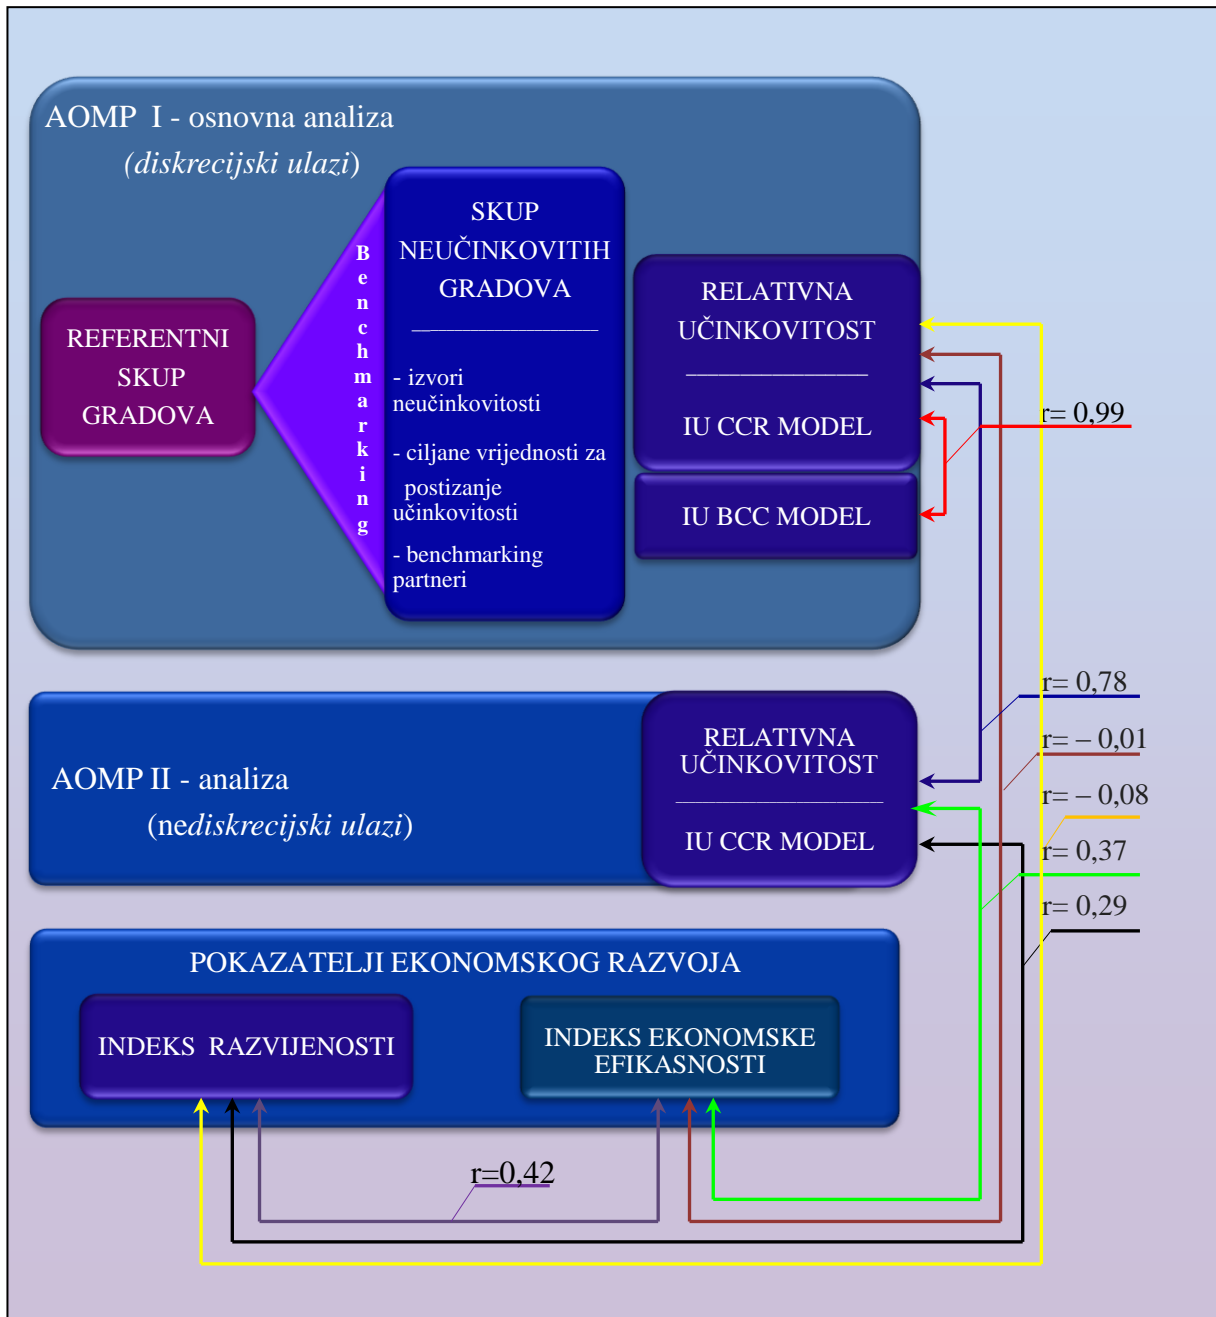 AOMP I - osnovna analiza
(diskrecijski ulazi)
REFERENTNI
SKUP
GRADOVA
Benchmarking
SKUP
NEUČINKOVITIH
GRADOVA
- izvori
neučinkovitosti
- ciljane vrijednosti za
postizanje
učinkovitosti
- benchmarking
partneri
RELATIVNA
UČINKOVITOST
IU CCR MODEL
IU BCC MODEL
r= 0,99
AOMP II - analiza
(nediskrecijski ulazi)
RELATIVNA
UČINKOVITOST
IU CCR MODEL
r= 0,78
r= – 0,01
r= – 0,08
r= 0,37
r= 0,29
POKAZATELJI EKONOMSKOG RAZVOJA
INDEKS RAZVIJENOSTI
INDEKS EKONOMSKE
EFIKASNOSTI
r=0,42